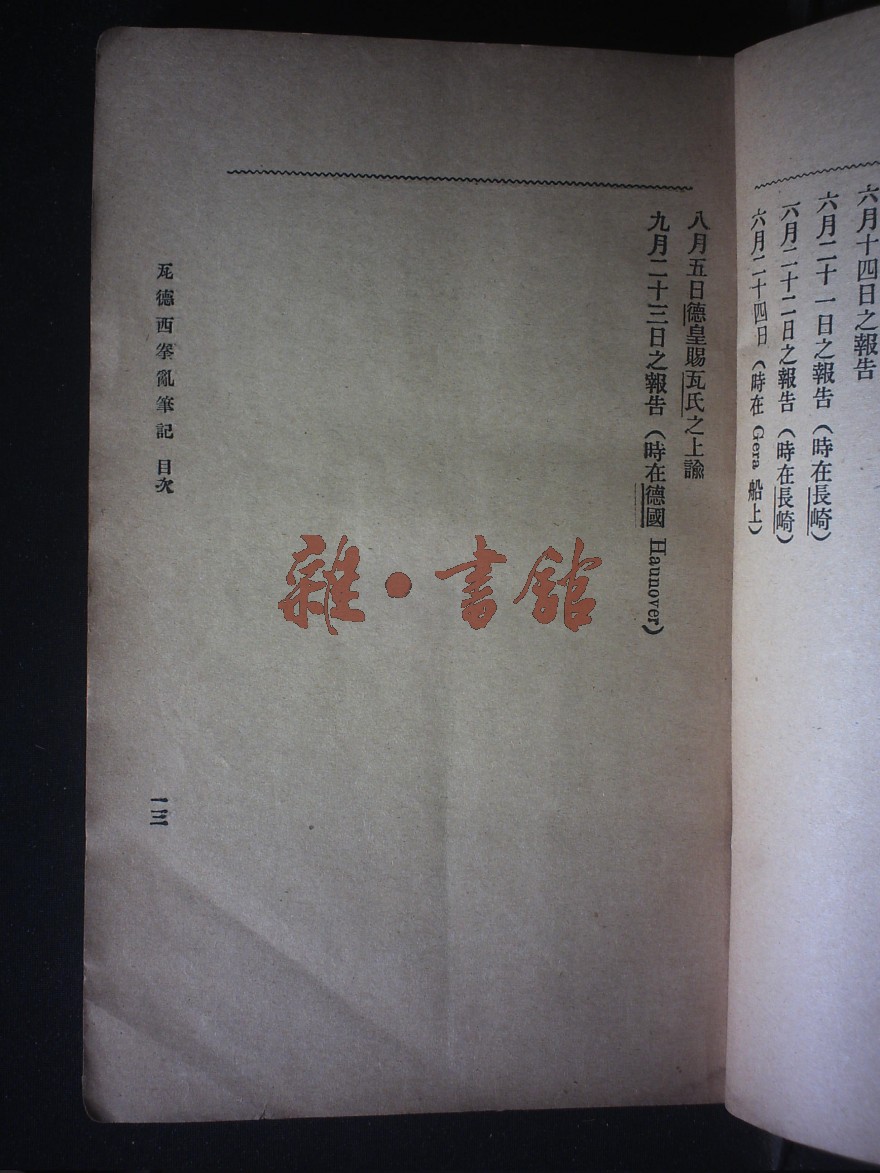 六月十四日之報告
六月二十一日之報告（時在長崎）
六月二十二日之報告（時在長崎）
六月二十四日（時在 Gera 船上）
八月五日德皇賜瓦氏之上諭
九月二十三日之報告（時在德國 Haunover）
瓦德西拳亂筆記 目次
一三
雜·書館